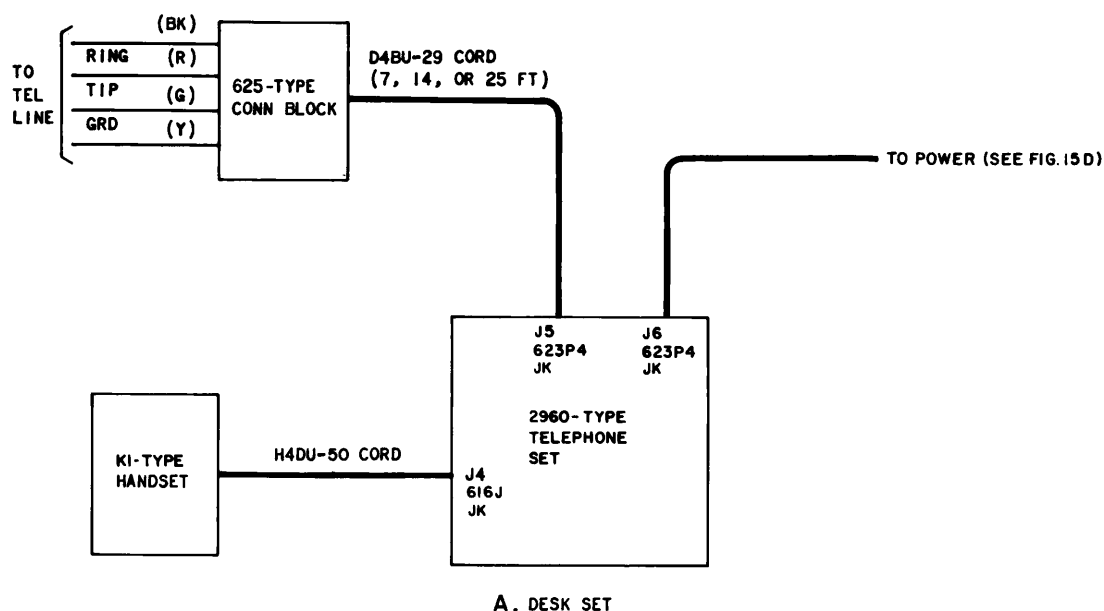 (BK)
RING (R)
TIP (G)
GRD (Y)
TO
TEL
LINE
625-TYPE
CONN BLOCK
D4BU-29 CORD
(7, 14, OR 25 FT)
TO POWER (SEE FIG. 15D)
J5
623P4
JK
J6
623P4
JK
2960-TYPE
TELEPHONE
SET
K1-TYPE
HANDSET
H4DU-50 CORD
J4
616J
JK
A. DESK SET